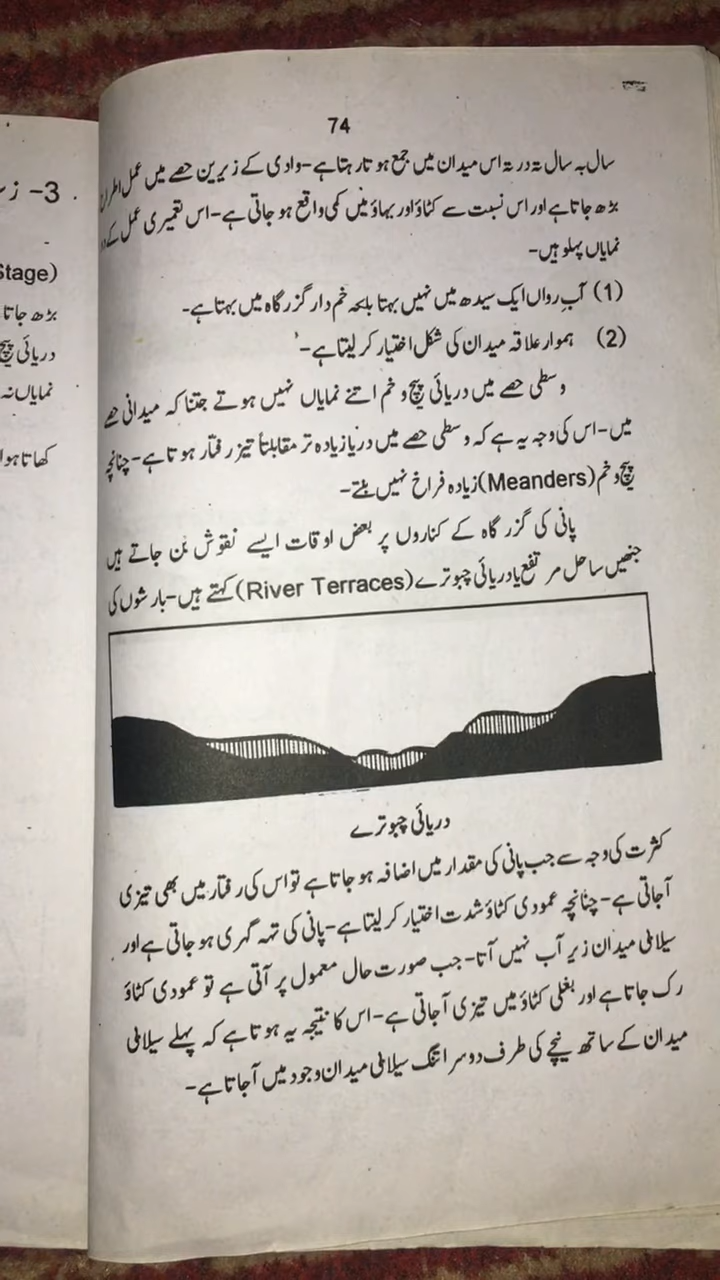 74
سال بہ سال تہ در تہ اس میدان میں جمع ہوتا رہتا ہے-وادی کے زیریں حصے میں عمل
بڑھ جاتا ہے اور اس نسبت سے کٹاؤ اور بہاؤ میں کمی واقع ہو جاتی ہے-اس تعمیری عمل کے
نمایاں پہلو ہیں-
(1) آبِ رواں ایک سیدھ میں نہیں بہتا بلکہ خم دار گزر گاہ میں بہتا ہے-
(2) ہموار علاقہ میدان کی شکل اختیار کر لیتا ہے-
وسطی حصے میں دریائی پیچ و خم اتنے نمایاں نہیں ہوتے جتنا کہ میدانی حصے
میں-اس کی وجہ یہ ہے کہ وسطی حصے میں دریا زیادہ تر مقابلتاً تیز رفتار ہوتا ہے-چنانچہ
پیچ و خم (Meanders) زیادہ فراخ نہیں بنتے-
پانی کی گزر گاہ کے کناروں پر بعض اوقات ایسے نقوش بن جاتے ہیں
جنھیں ساحل مرتفع یا دریائی چبوترے (River Terraces) کہتے ہیں-بارشوں کی
دریائی چبوترے
کثرت کی وجہ سے جب پانی کی مقدار میں اضافہ ہو جاتا ہے تو اس کی رفتار میں بھی تیزی
آجاتی ہے-چنانچہ عمودی کٹاؤ شدت اختیار کر لیتا ہے-پانی کی تہہ گہری ہو جاتی ہے اور
سیلابی میدان زیر آب نہیں آتا-جب صورت حال معمول پر آتی ہے تو عمودی کٹاؤ
رک جاتا ہے اور بغلی کٹاؤ میں تیزی آجاتی ہے-اس کا نتیجہ یہ ہوتا ہے کہ پہلے سیلابی
میدان کے ساتھ نیچے کی طرف دوسرا تنگ سیلابی میدان وجود میں آجاتا ہے-
3-
Stage)
بڑھ جاتا
دریائی پیچ
نمایاں نہ
کھاتا ہوا